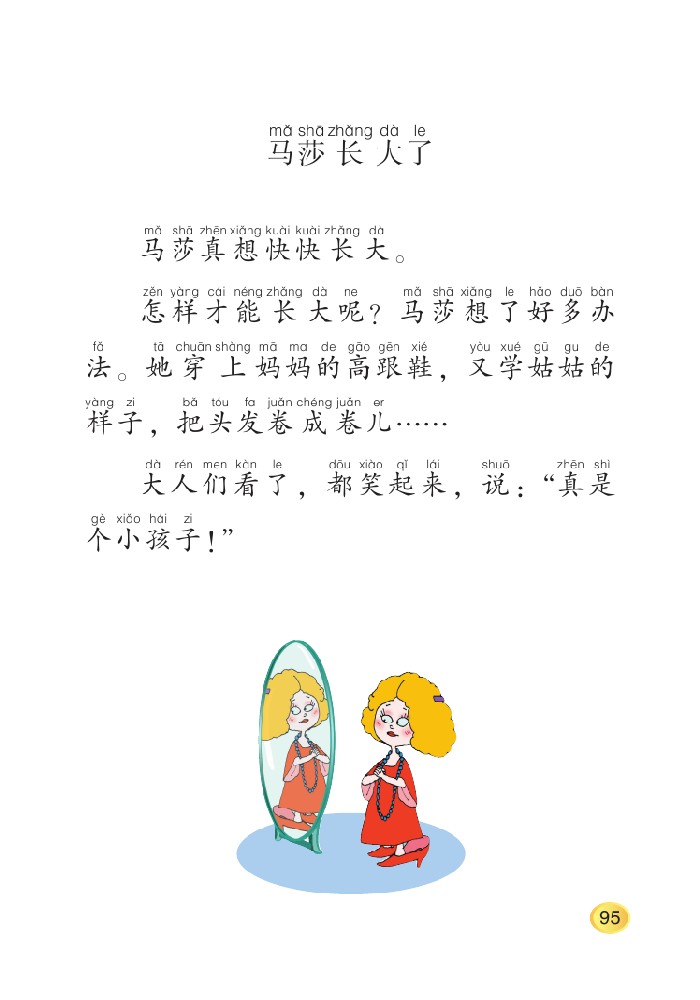 mǎ shā zhǎng dà le
马莎长大了
mǎ shā zhēn xiǎng kuài kuài zhǎng dà
马莎真想快快长大。
zěn yàng cái néng zhǎng dà ne mǎ shā xiǎng le hǎo duō bàn
怎样才能长大呢？马莎想了好多办
fǎ tā chuān shàng mā ma de gāo gēn xié yòu xué gū gu de
法。她穿上妈妈的高跟鞋，又学姑姑的
yàng zi bǎ tóu fa juǎn chéng juǎn er
样子，把头发卷成卷儿……
dà rén men kàn le dōu xiào qǐ lái shuō zhēn shì
大人们看了，都笑起来，说：“真是
gè xiǎo hái zi
个小孩子！”
95